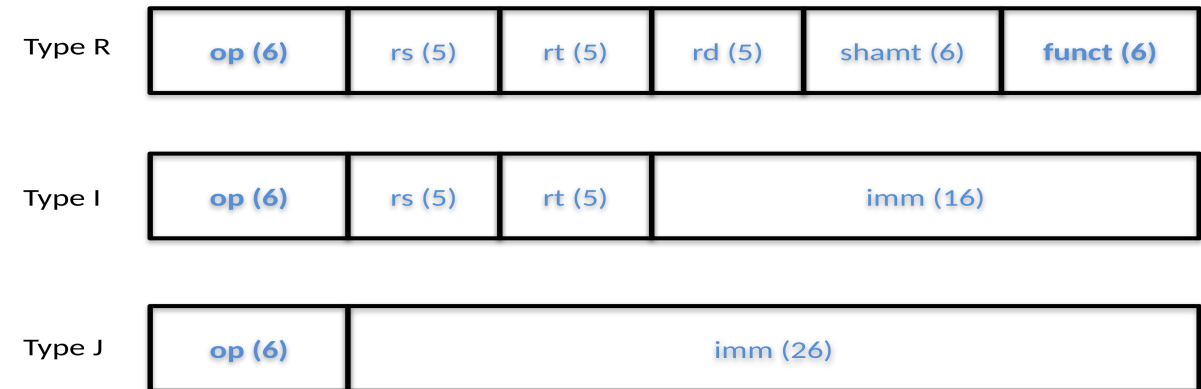 Type R op (6) rs (5) rt (5) rd (5) shamt (6) funct (6)
Type I op (6) rs (5) rt (5) imm (16)
Type J op (6) imm (26)